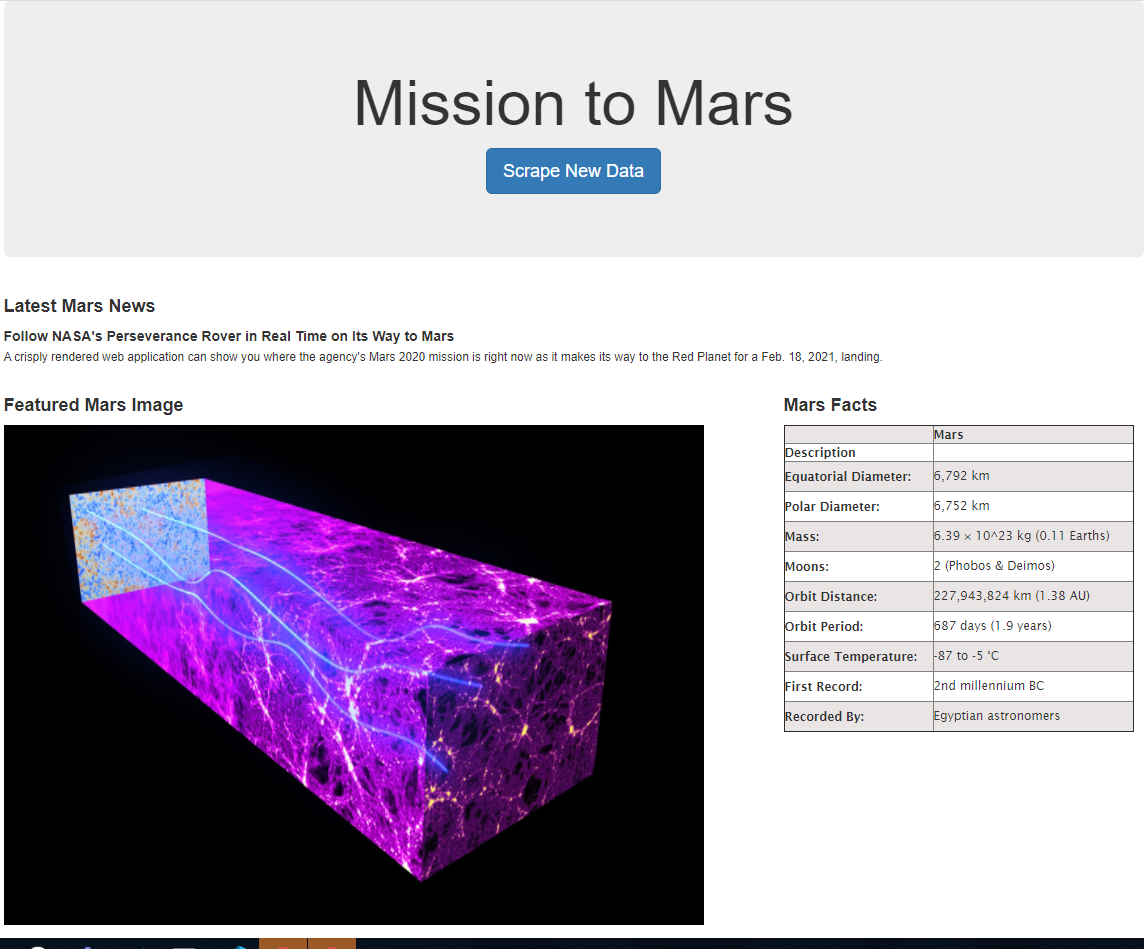 Mission to Mars
Scrape New Data
Latest Mars News
Follow NASA's Perseverance Rover in Real Time on Its Way to Mars
A crisply rendered web application can show you where the agency's Mars 2020 mission is right now as it makes its way to the Red Planet for a Feb. 18, 2021, landing.
Featured Mars Image
Mars Facts
Mars
Description
Equatorial Diameter: 6,792 km
Polar Diameter: 6,752 km
Mass: 6.39 × 10^23 kg (0.11 Earths)
Moons: 2 (Phobos & Deimos)
Orbit Distance: 227,943,824 km (1.38 AU)
Orbit Period: 687 days (1.9 years)
Surface Temperature: -87 to -5 °C
First Record: 2nd millennium BC
Recorded By: Egyptian astronomers